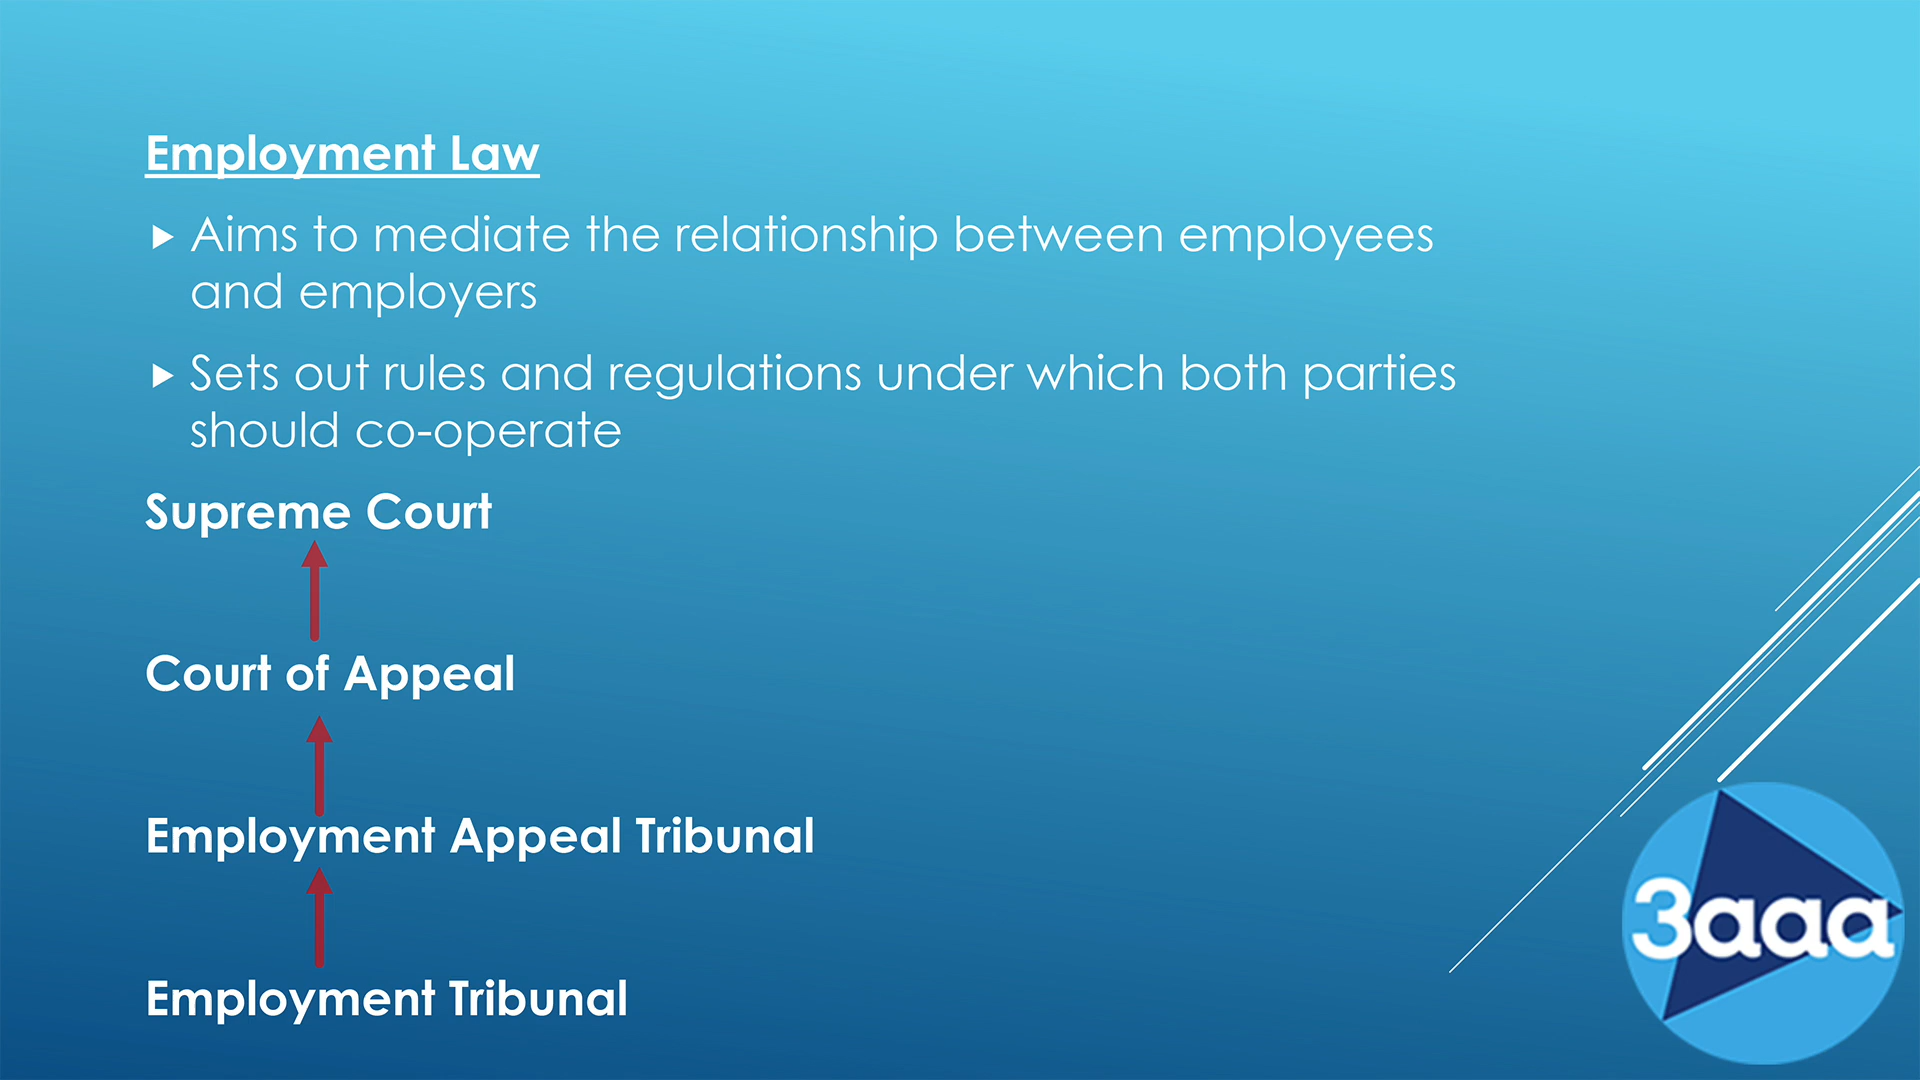 Employment Law
Aims to mediate the relationship between employees
and employers
Sets out rules and regulations under which both parties
should co-operate
Supreme Court
Court of Appeal
Employment Appeal Tribunal
Employment Tribunal
3aaa